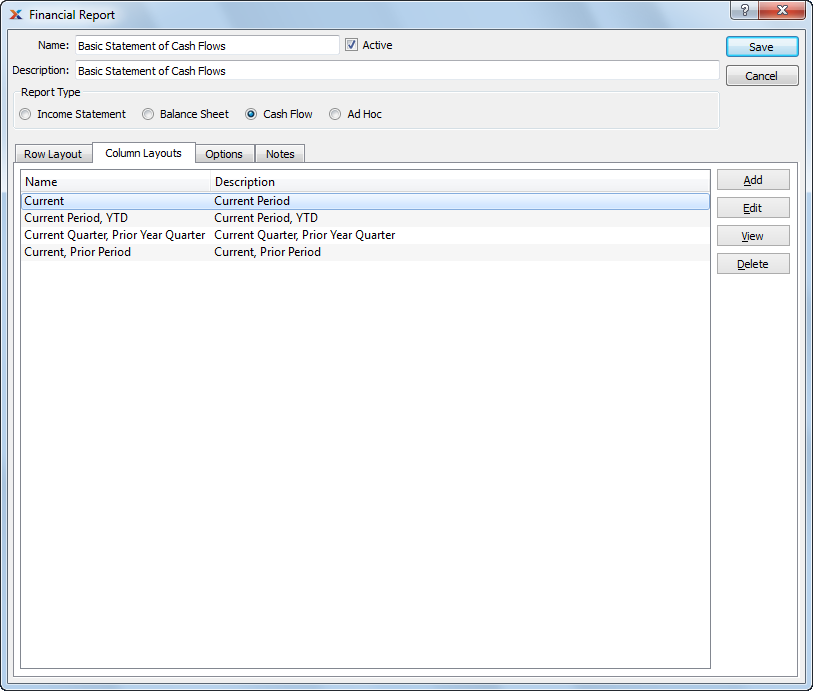 Financial Report
?
Name: Basic Statement of Cash Flows Active
Save
Description: Basic Statement of Cash Flows
Cancel
Report Type
Income Statement Balance Sheet Cash Flow Ad Hoc
Row Layout Column Layouts Options Notes
Name Description
Add
Current Current Period
Edit
Current Period, YTD Current Period, YTD
Current Quarter, Prior Year Quarter Current Quarter, Prior Year Quarter
View
Current, Prior Period Current, Prior Period
Delete